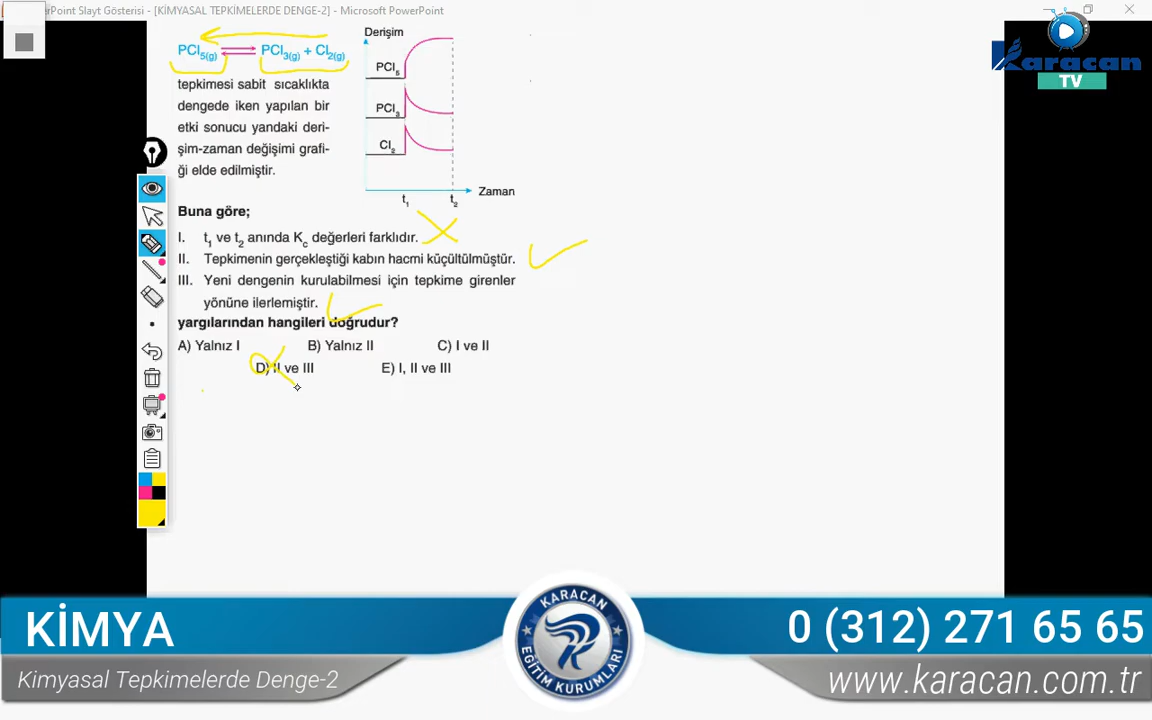 PowerPoint Slayt Gösterisi - [KİMYASAL TEPKİMELERDE DENGE-2] - Microsoft PowerPoint
Karacan
TV
PCl5(g) ⇌ PCl3(g) + Cl2(g)
tepkimesi sabit sıcaklıkta
dengede iken yapılan bir
etki sonucu yandaki deri-
şim-zaman değişimi grafi-
ği elde edilmiştir.
Derişim
PCl5
PCl3
Cl2
Zaman
t1 t2
Buna göre;
I. t1 ve t2 anında Kc değerleri farklıdır.
II. Tepkimenin gerçekleştiği kabın hacmi küçültülmüştür.
III. Yeni dengenin kurulabilmesi için tepkime girenler
yönüne ilerlemiştir.
yargılarından hangileri doğrudur?
A) Yalnız I B) Yalnız II C) I ve II
D) II ve III E) I, II ve III
KİMYA
Kimyasal Tepkimelerde Denge-2
KARACAN
EĞİTİM KURUMLARI
0 (312) 271 65 65
www.karacan.com.tr